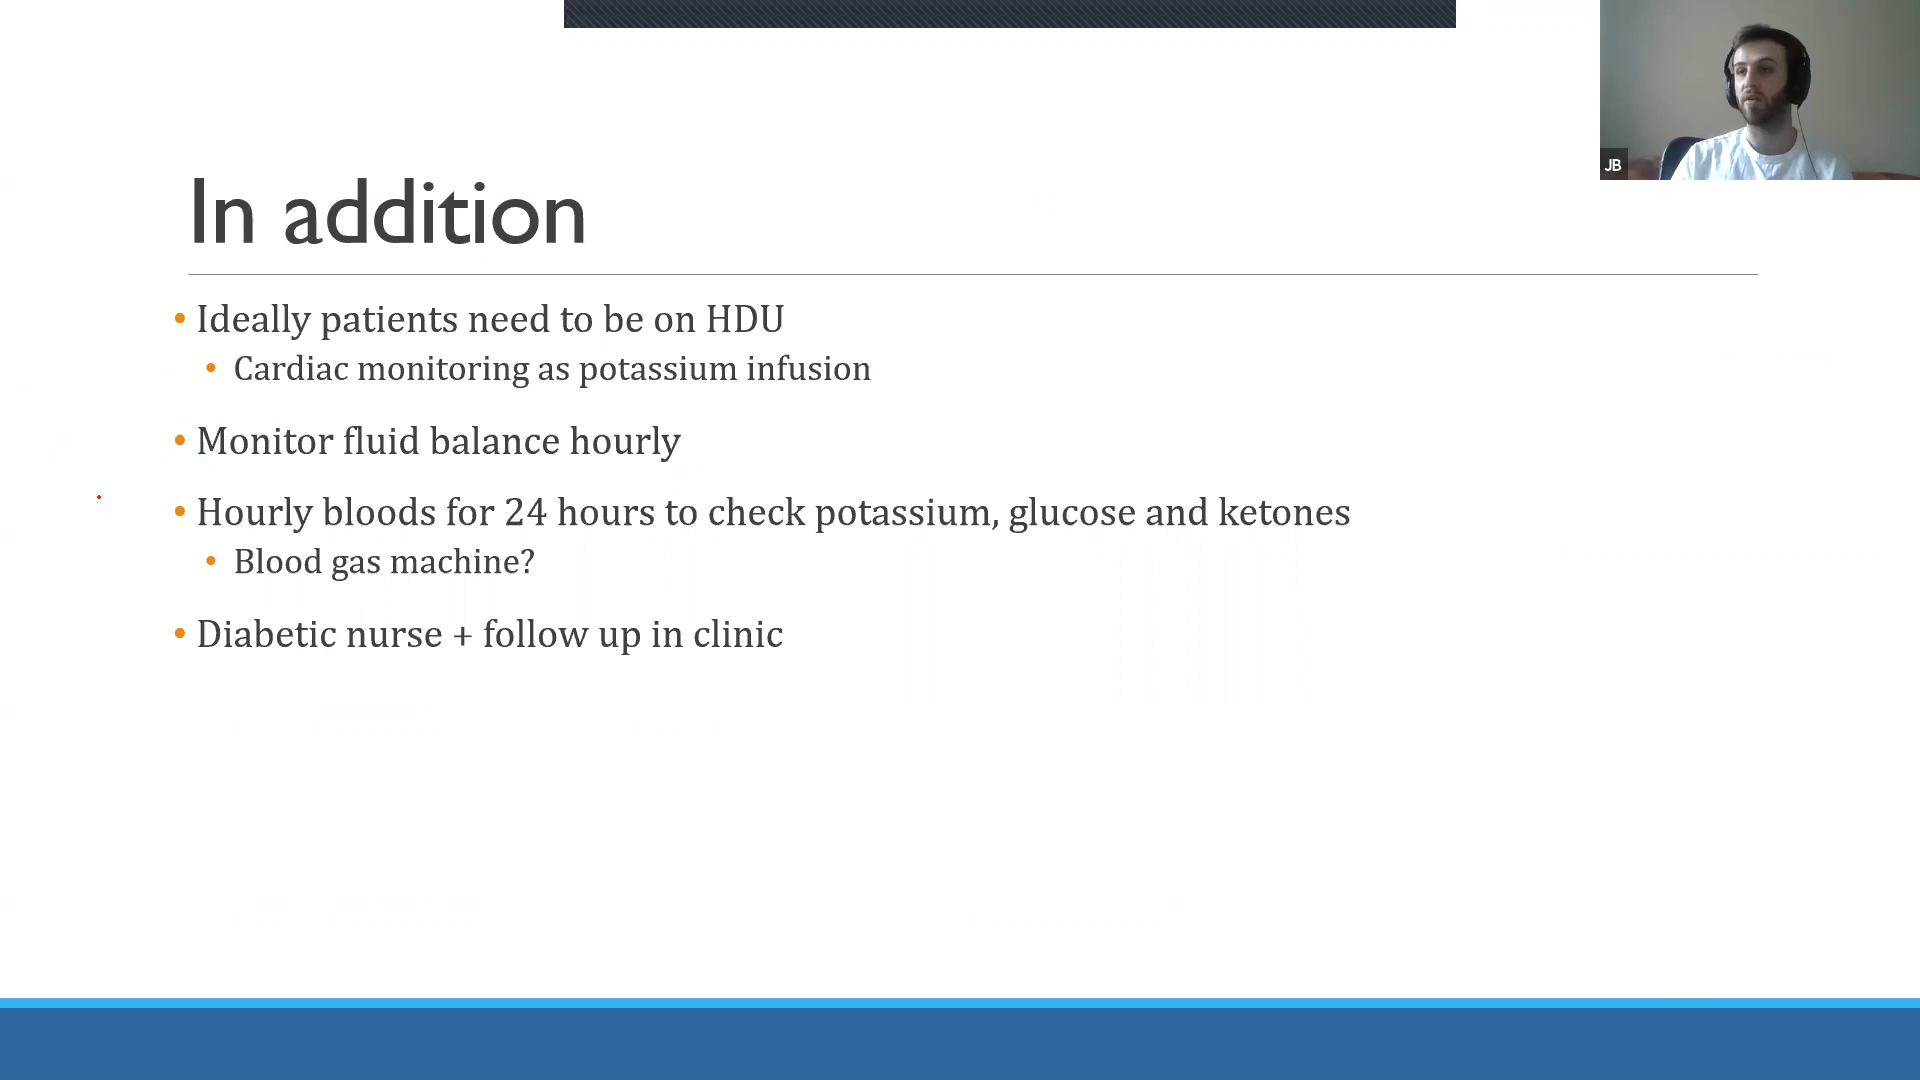 JB
In addition
• Ideally patients need to be on HDU
• Cardiac monitoring as potassium infusion
• Monitor fluid balance hourly
• Hourly bloods for 24 hours to check potassium, glucose and ketones
• Blood gas machine?
• Diabetic nurse + follow up in clinic